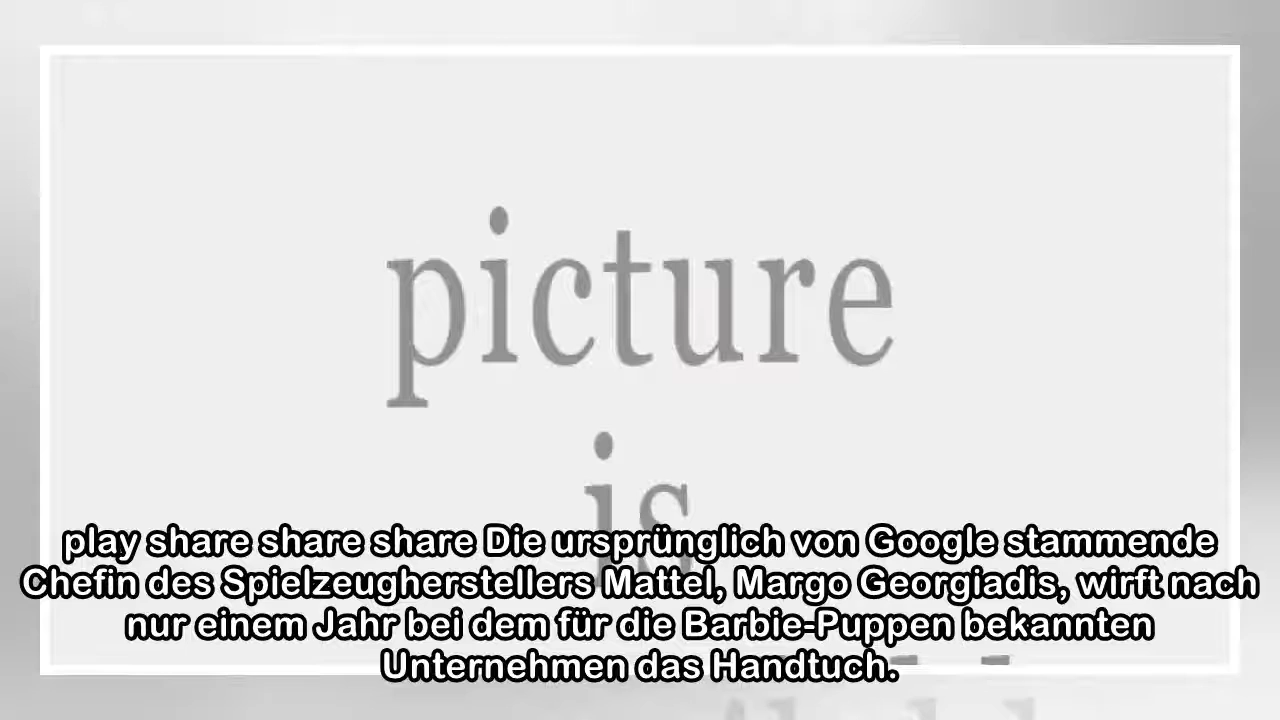 picture
is
play share share share Die ursprünglich von Google stammende
Chefin des Spielzeugherstellers Mattel, Margo Georgiadis, wirft nach
nur einem Jahr bei dem für die Barbie-Puppen bekannten
Unternehmen das Handtuch.